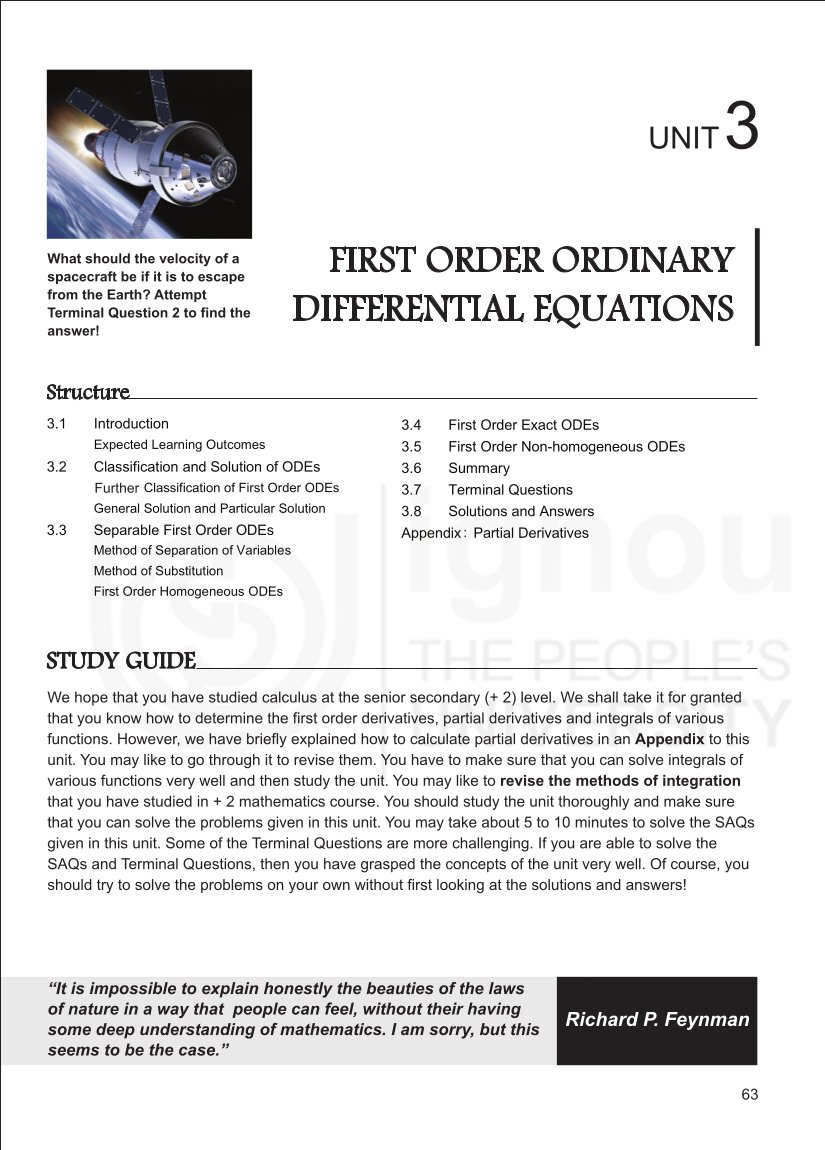 UNIT 3
What should the velocity of a
spacecraft be if it is to escape
from the Earth? Attempt
Terminal Question 2 to find the
answer!
FIRST ORDER ORDINARY
DIFFERENTIAL EQUATIONS
Structure
3.1 Introduction
Expected Learning Outcomes
3.2 Classification and Solution of ODEs
Further Classification of First Order ODEs
General Solution and Particular Solution
3.3 Separable First Order ODEs
Method of Separation of Variables
Method of Substitution
First Order Homogeneous ODEs
3.4 First Order Exact ODEs
3.5 First Order Non-homogeneous ODEs
3.6 Summary
3.7 Terminal Questions
3.8 Solutions and Answers
Appendix : Partial Derivatives
ignou
THE PEOPLE'S
UNIVERSITY
STUDY GUIDE
We hope that you have studied calculus at the senior secondary (+ 2) level. We shall take it for granted
that you know how to determine the first order derivatives, partial derivatives and integrals of various
functions. However, we have briefly explained how to calculate partial derivatives in an Appendix to this
unit. You may like to go through it to revise them. You have to make sure that you can solve integrals of
various functions very well and then study the unit. You may like to revise the methods of integration
that you have studied in + 2 mathematics course. You should study the unit thoroughly and make sure
that you can solve the problems given in this unit. You may take about 5 to 10 minutes to solve the SAQs
given in this unit. Some of the Terminal Questions are more challenging. If you are able to solve the
SAQs and Terminal Questions, then you have grasped the concepts of the unit very well. Of course, you
should try to solve the problems on your own without first looking at the solutions and answers!
“It is impossible to explain honestly the beauties of the laws
of nature in a way that people can feel, without their having
some deep understanding of mathematics. I am sorry, but this
seems to be the case.”
Richard P. Feynman
63